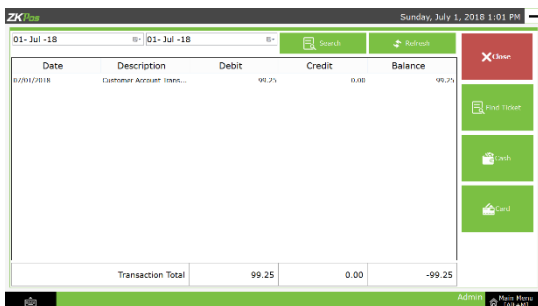 ZKPos Sunday, July 1, 2018 1:01 PM
01- Jul -18 01- Jul -18 Search Refresh
Close
Date Description Debit Credit Balance
07/01/2018 Customer Account Trans... 99.25 0.00 99.25
Find Ticket
Cash
Card
Transaction Total 99.25 0.00 -99.25
Admin Main Menu
[Alt+M]